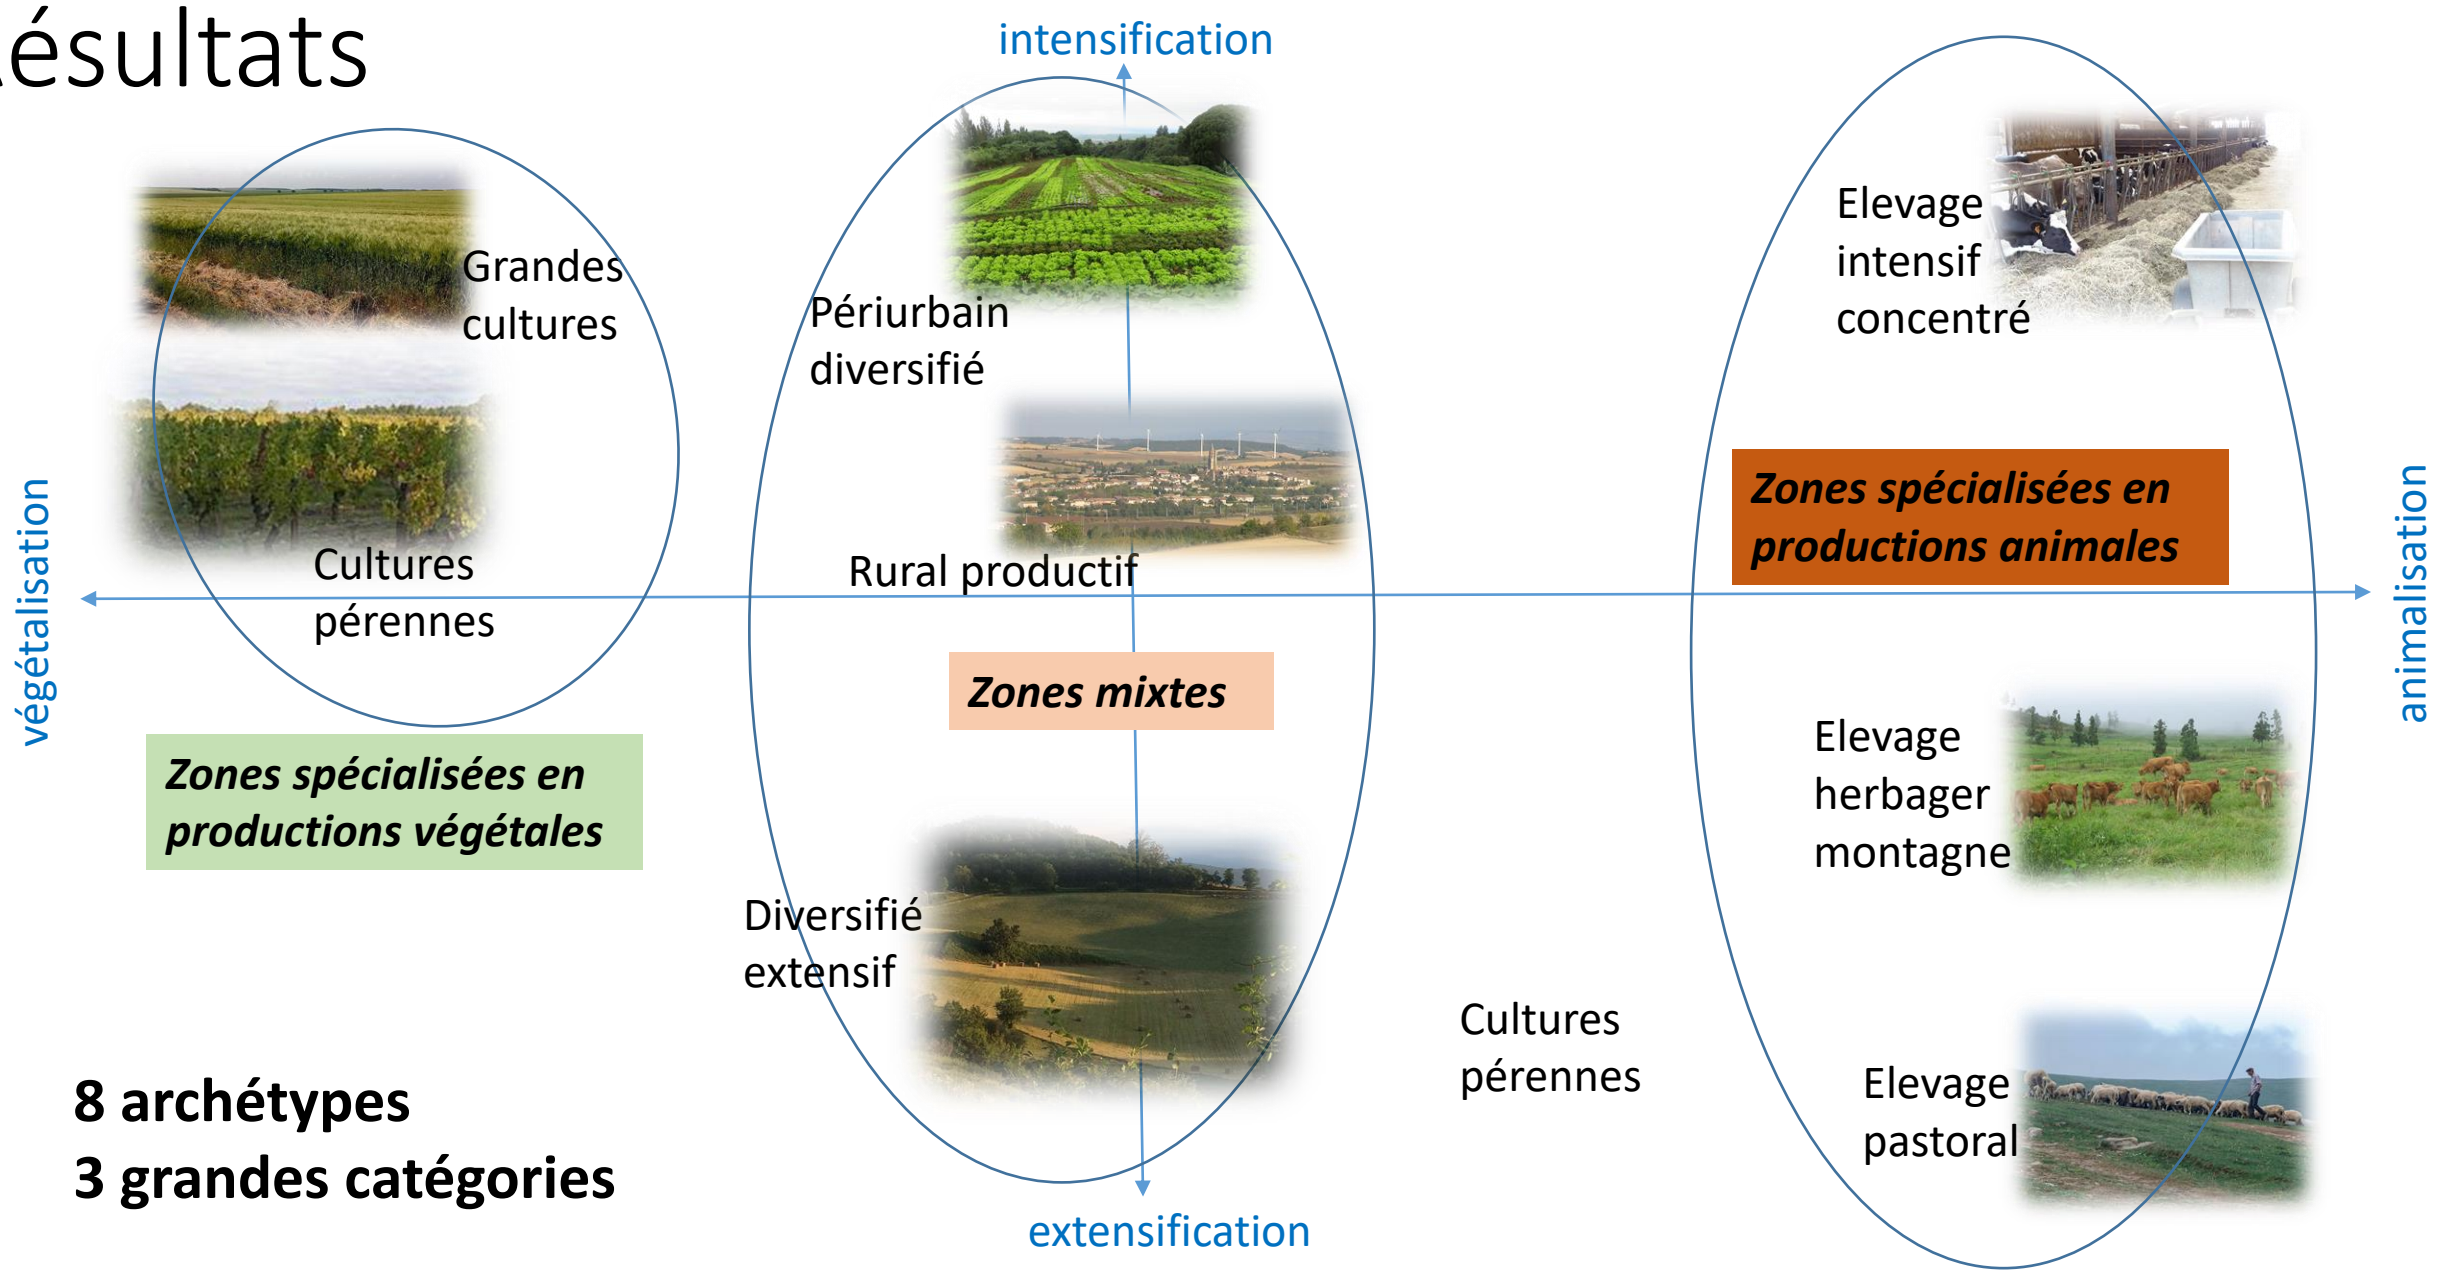 ésultats
intensification
Grandes
cultures
Cultures
pérennes
végétalisation
Zones spécialisées en
productions végétales
8 archétypes
3 grandes catégories
Périurbain
diversifié
Rural productif
Zones mixtes
Diversifié
extensif
extensification
Cultures
pérennes
Elevage
intensif
concentré
Zones spécialisées en
productions animales
animalisation
Elevage
herbager
montagne
Elevage
pastoral